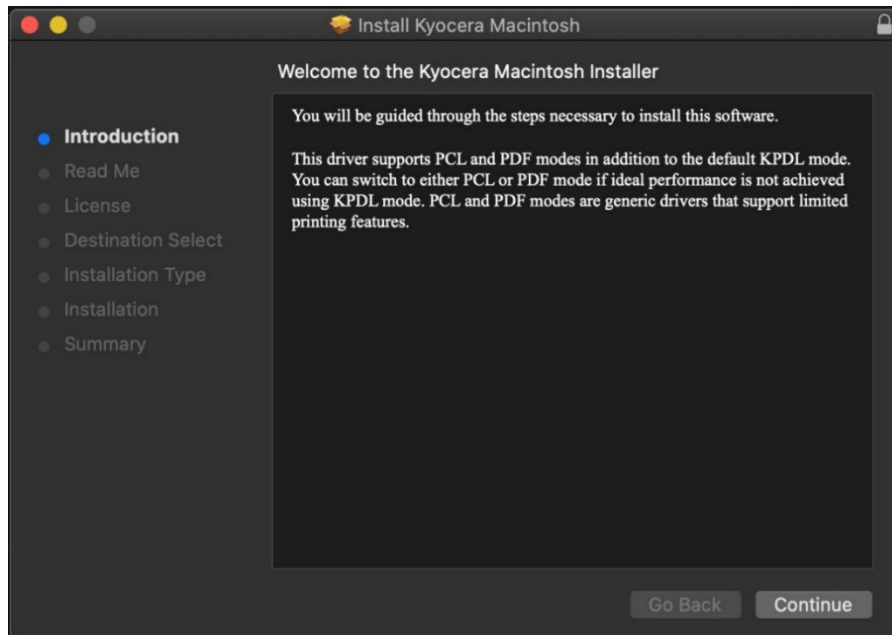 Install Kyocera Macintosh
Welcome to the Kyocera Macintosh Installer
Introduction
Read Me
License
Destination Select
Installation Type
Installation
Summary
You will be guided through the steps necessary to install this software.
This driver supports PCL and PDF modes in addition to the default KPDL mode.
You can switch to either PCL or PDF mode if ideal performance is not achieved
using KPDL mode. PCL and PDF modes are generic drivers that support limited
printing features.
Go Back
Continue